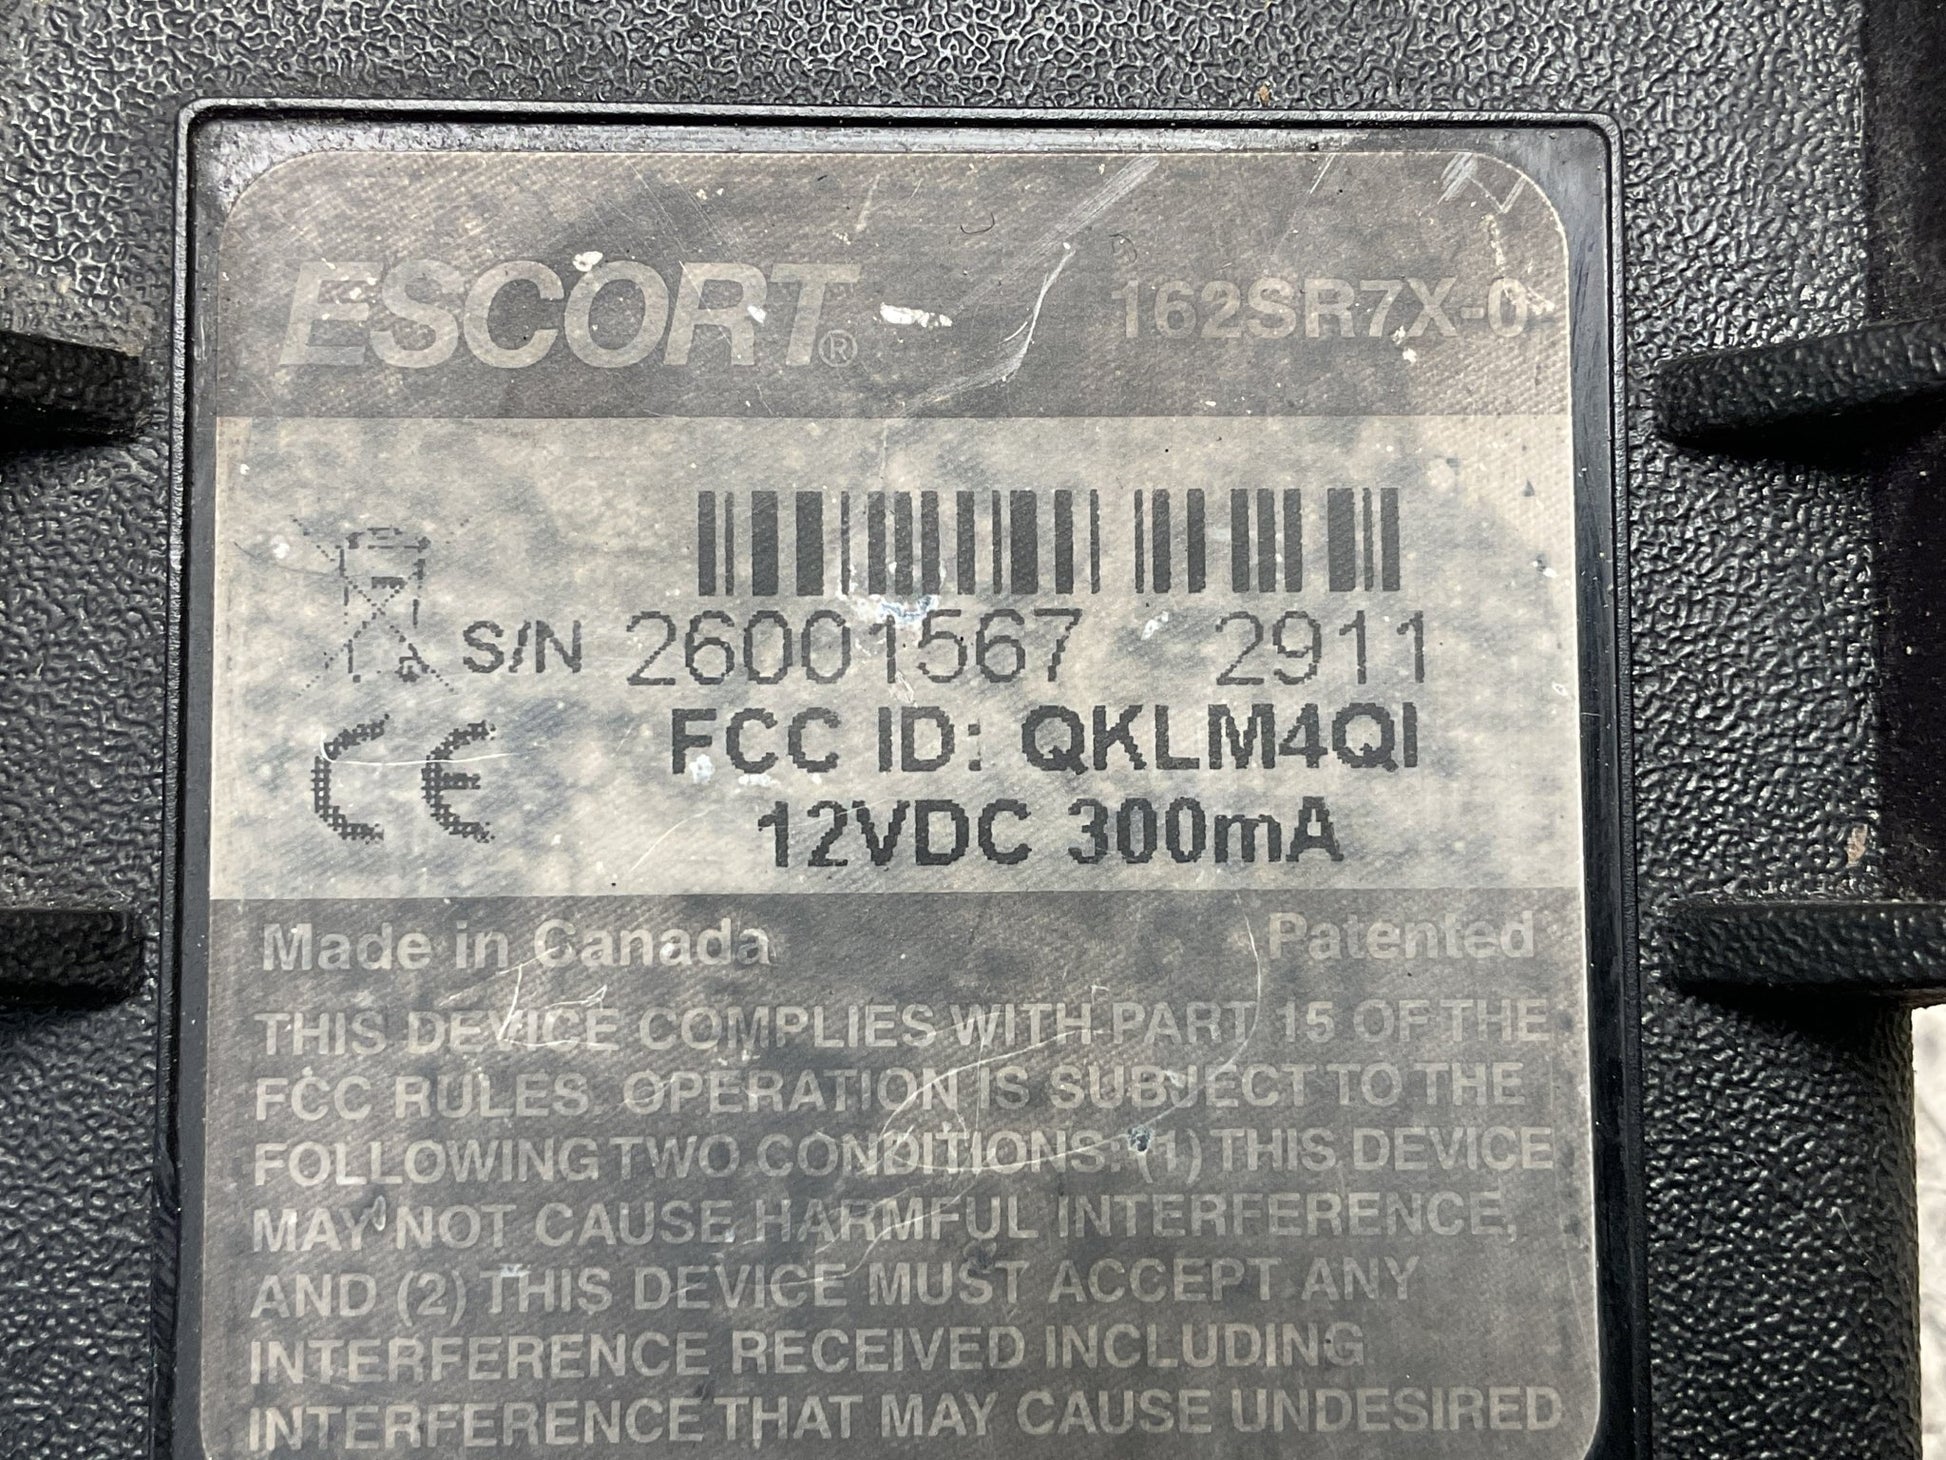 ESCORT® 162SR7X-0
S/N 26001567 2911
CE FCC ID: QKLM4QI
12VDC 300mA
Made in Canada Patented
THIS DEVICE COMPLIES WITH PART 15 OF THE
FCC RULES. OPERATION IS SUBJECT TO THE
FOLLOWING TWO CONDITIONS: (1) THIS DEVICE
MAY NOT CAUSE HARMFUL INTERFERENCE,
AND (2) THIS DEVICE MUST ACCEPT ANY
INTERFERENCE RECEIVED INCLUDING
INTERFERENCE THAT MAY CAUSE UNDESIRED